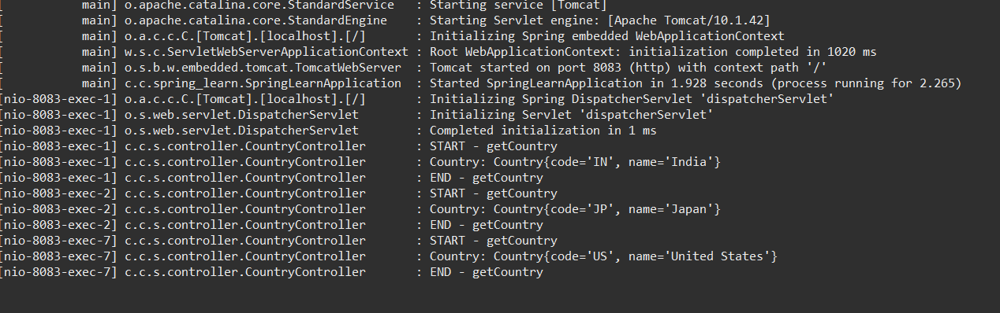 [ main] o.apache.catalina.core.StandardService : Starting service [Tomcat]
[ main] o.apache.catalina.core.StandardEngine : Starting Servlet engine: [Apache Tomcat/10.1.42]
[ main] o.a.c.c.C.[Tomcat].[localhost].[/] : Initializing Spring embedded WebApplicationContext
[ main] w.s.c.ServletWebServerApplicationContext : Root WebApplicationContext: initialization completed in 1020 ms
[ main] o.s.b.w.embedded.tomcat.TomcatWebServer : Tomcat started on port 8083 (http) with context path '/'
[ main] c.c.spring_learn.SpringLearnApplication : Started SpringLearnApplication in 1.928 seconds (process running for 2.265)
[nio-8083-exec-1] o.a.c.c.C.[Tomcat].[localhost].[/] : Initializing Spring DispatcherServlet 'dispatcherServlet'
[nio-8083-exec-1] o.s.web.servlet.DispatcherServlet : Initializing Servlet 'dispatcherServlet'
[nio-8083-exec-1] o.s.web.servlet.DispatcherServlet : Completed initialization in 1 ms
[nio-8083-exec-1] c.c.s.controller.CountryController : START - getCountry
[nio-8083-exec-1] c.c.s.controller.CountryController : Country: Country{code='IN', name='India'}
[nio-8083-exec-1] c.c.s.controller.CountryController : END - getCountry
[nio-8083-exec-2] c.c.s.controller.CountryController : START - getCountry
[nio-8083-exec-2] c.c.s.controller.CountryController : Country: Country{code='JP', name='Japan'}
[nio-8083-exec-2] c.c.s.controller.CountryController : END - getCountry
[nio-8083-exec-7] c.c.s.controller.CountryController : START - getCountry
[nio-8083-exec-7] c.c.s.controller.CountryController : Country: Country{code='US', name='United States'}
[nio-8083-exec-7] c.c.s.controller.CountryController : END - getCountry